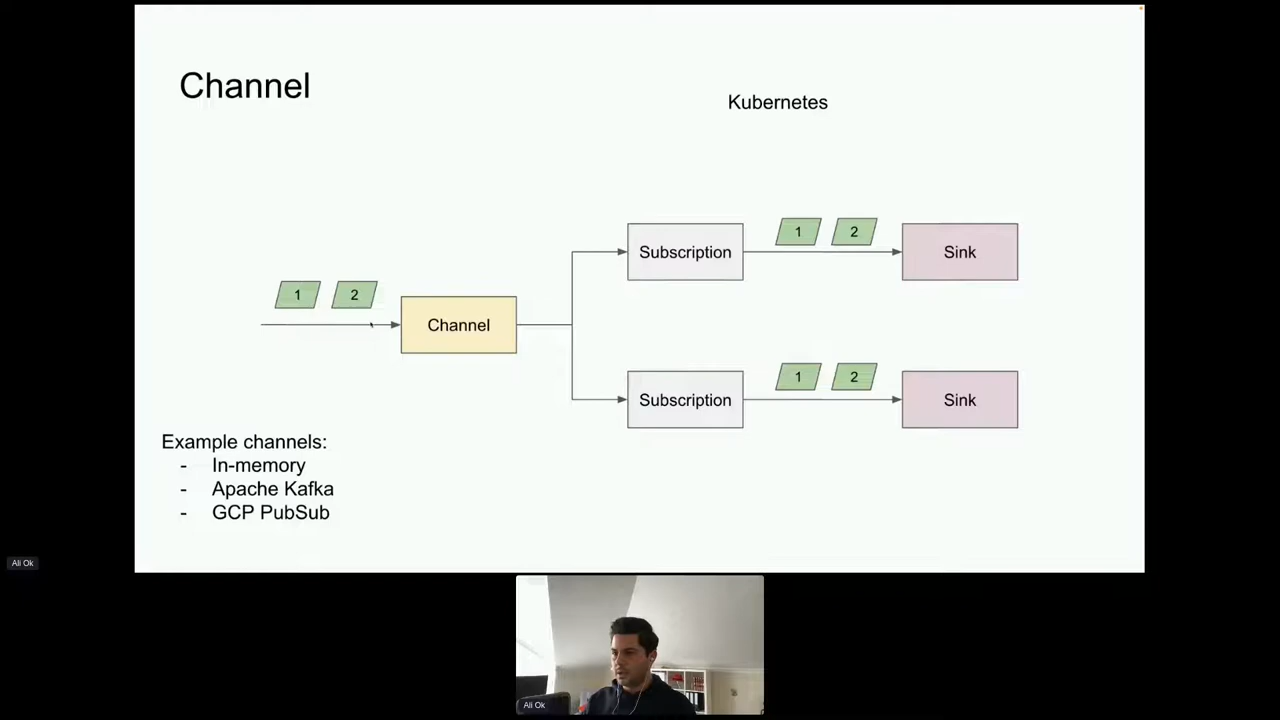 Channel
Kubernetes
1 2
Subscription
Sink
1 2
Channel
1 2
Subscription
Sink
Example channels:
- In-memory
- Apache Kafka
- GCP PubSub
Ali Ok
Ali Ok